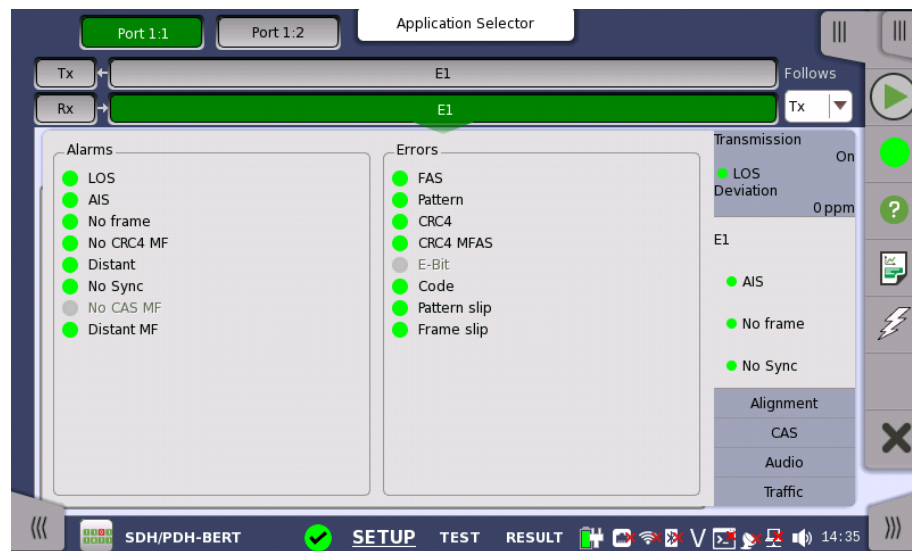 Port 1:1
Port 1:2
Application Selector
Tx
E1
Follows
Rx
E1
Tx
Alarms
LOS
AIS
No frame
No CRC4 MF
Distant
No Sync
No CAS MF
Distant MF
Errors
FAS
Pattern
CRC4
CRC4 MFAS
E-Bit
Code
Pattern slip
Frame slip
Transmission
On
LOS
Deviation
0 ppm
E1
AIS
No frame
No Sync
Alignment
CAS
Audio
Traffic
SDH/PDH-BERT
SETUP
TEST
RESULT
14:35